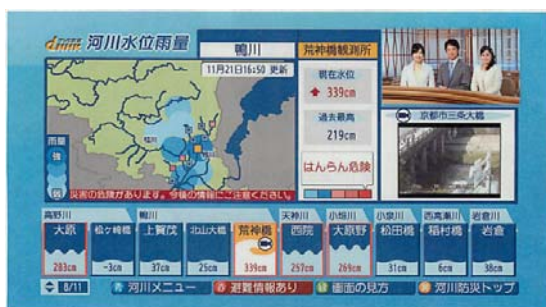 河川水位雨量
鴨川
荒神橋観測所
11月21日16:50 更新
現在水位
339cm
過去最高
219cm
はんらん危険
京都市三条大橋
雨量
強
弱
災害の危険があります。今後の情報にご注意ください。
高野川 鴨川 天神川 小畑川 小泉川 西高瀬川 岩倉川
大原 松ヶ崎橋 上賀茂 北山大橋 荒神橋 西院 大原野 松田橋 稲村橋 岩倉
283cm -3cm 37cm 25cm 339cm 257cm 269cm 31cm 6cm 38cm
8/11 青 河川メニュー 赤 避難情報あり 緑 画面の見方 黄 河川防災トップ